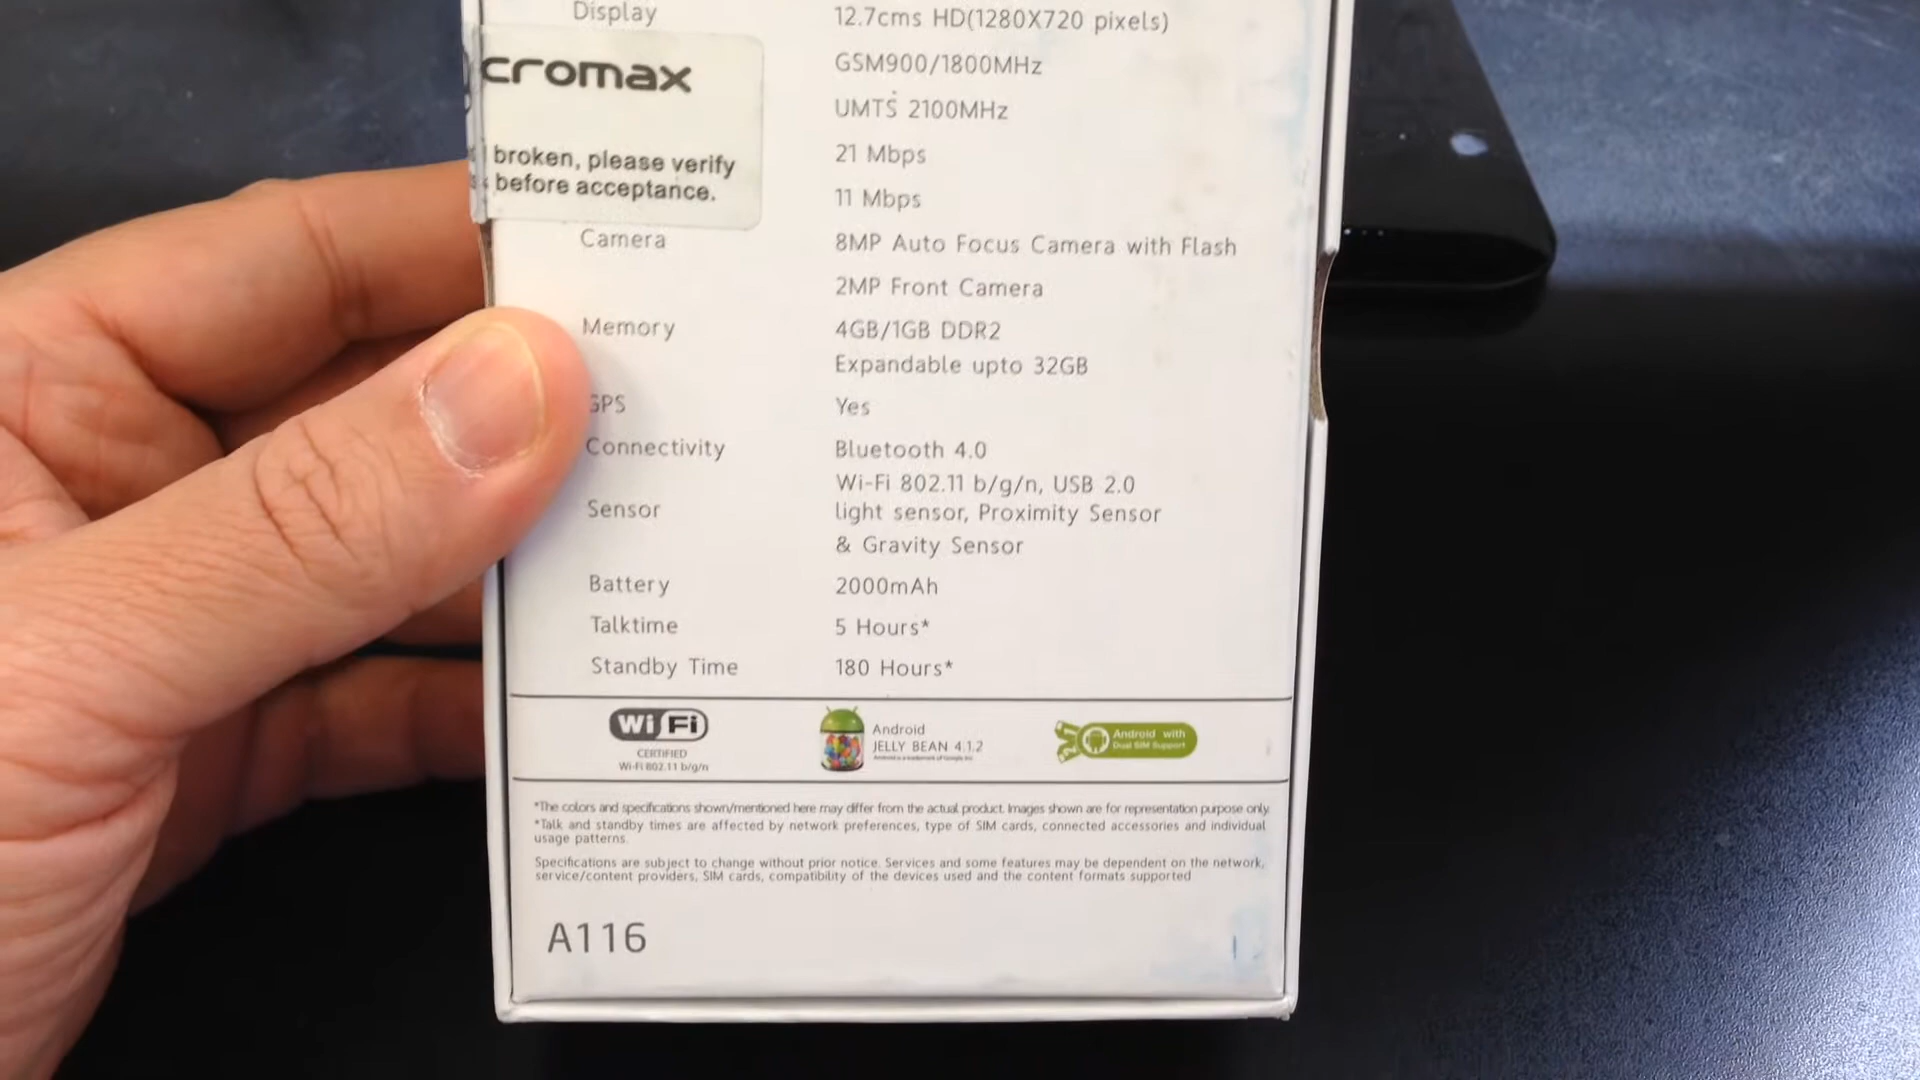 Display 12.7cms HD(1280X720 pixels)
cromax
GSM900/1800MHz
UMTS 2100MHz
broken, please verify
before acceptance.
21 Mbps
11 Mbps
Camera 8MP Auto Focus Camera with Flash
2MP Front Camera
Memory 4GB/1GB DDR2
Expandable upto 32GB
GPS Yes
Connectivity Bluetooth 4.0
Wi-Fi 802.11 b/g/n, USB 2.0
Sensor light sensor, Proximity Sensor
& Gravity Sensor
Battery 2000mAh
Talktime 5 Hours*
Standby Time 180 Hours*
Wi Fi
CERTIFIED
Wi-Fi 802.11 b/g/n
Android
JELLY BEAN 4.1.2
Android is a trademark of Google Inc
Android with
Dual SIM Support
*The colors and specifications shown/mentioned here may differ from the actual product. Images shown are for representation purpose only
*Talk and standby times are affected by network preferences, type of SIM cards, connected accessories and individual
usage patterns.
Specifications are subject to change without prior notice. Services and some features may be dependent on the network,
service/content providers, SIM cards, compatibility of the devices used and the content formats supported
A116